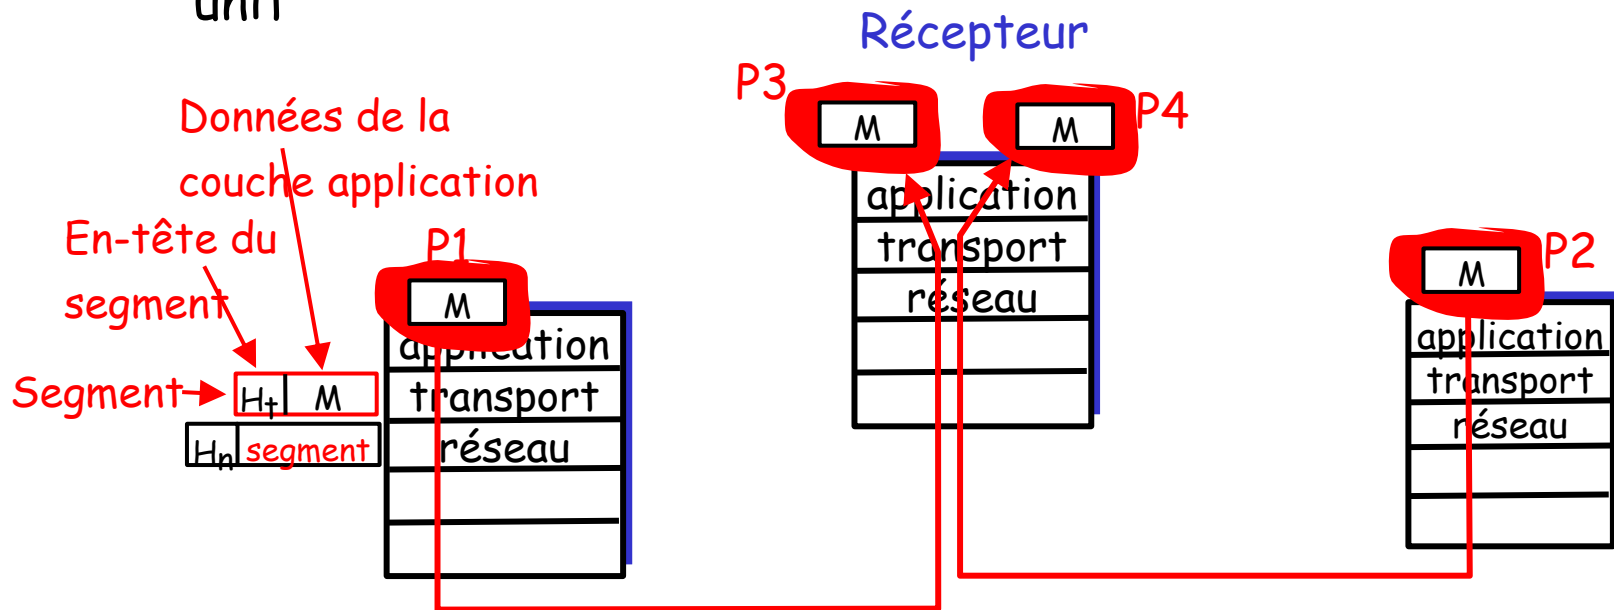 Récepteur
P3
M
M
P4
Données de la
couche application
En-tête du
segment
P1
M
application
transport
réseau
P2
M
application
transport
réseau
Segment
Ht M
Hn segment
application
transport
réseau